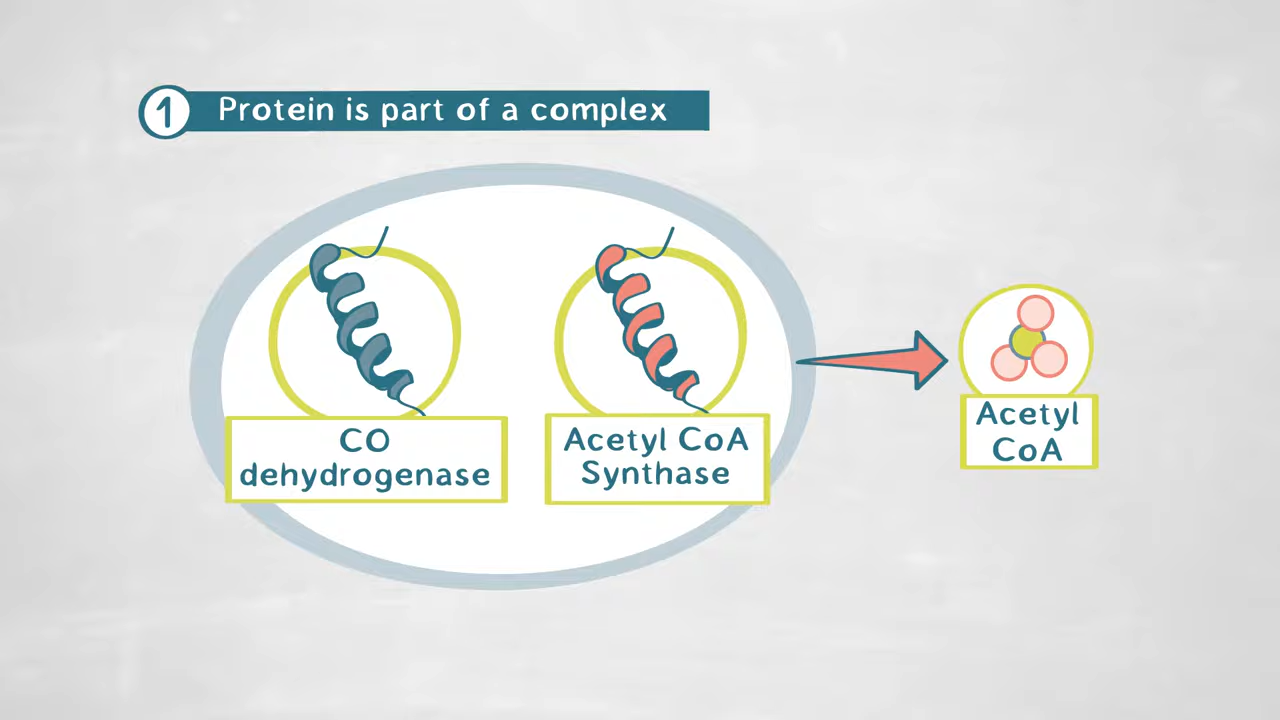 1 Protein is part of a complex
CO
dehydrogenase
Acetyl CoA
Synthase
Acetyl
CoA